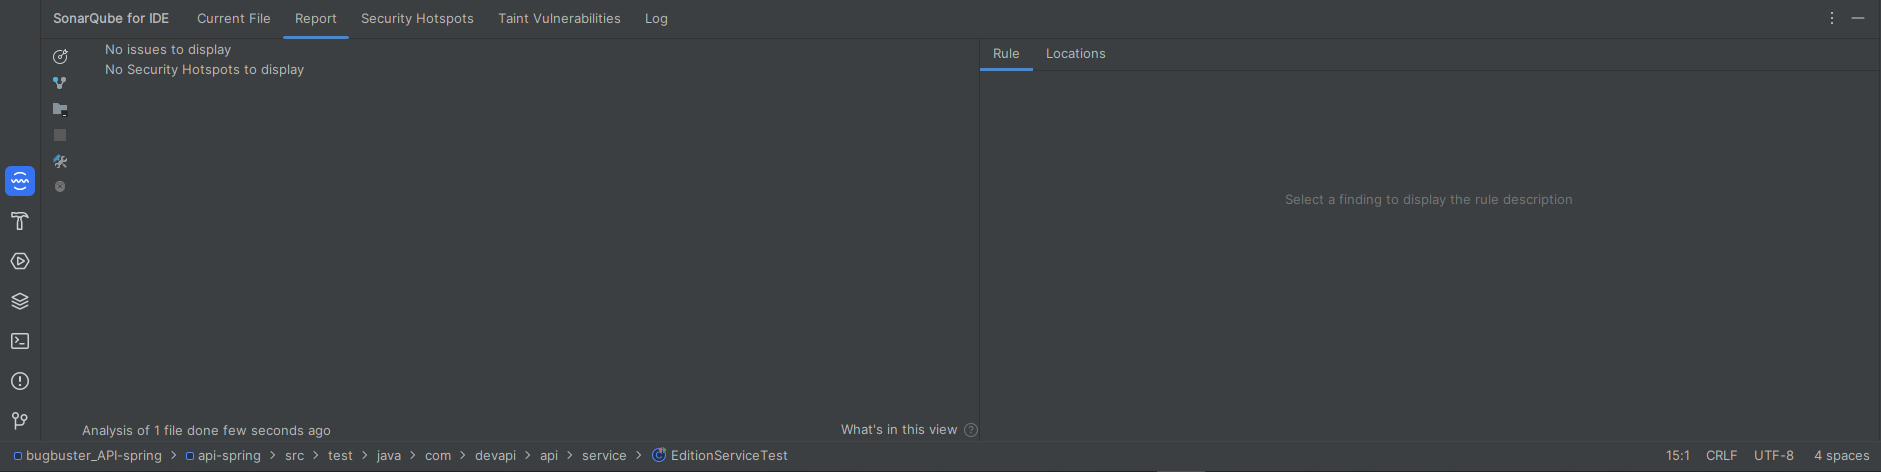 SonarQube for IDE Current File Report Security Hotspots Taint Vulnerabilities Log
No issues to display
No Security Hotspots to display
Rule Locations
Select a finding to display the rule description
Analysis of 1 file done few seconds ago
What's in this view ?
bugbuster_API-spring > api-spring > src > test > java > com > devapi > api > service > EditionServiceTest
15:1 CRLF UTF-8 4 spaces